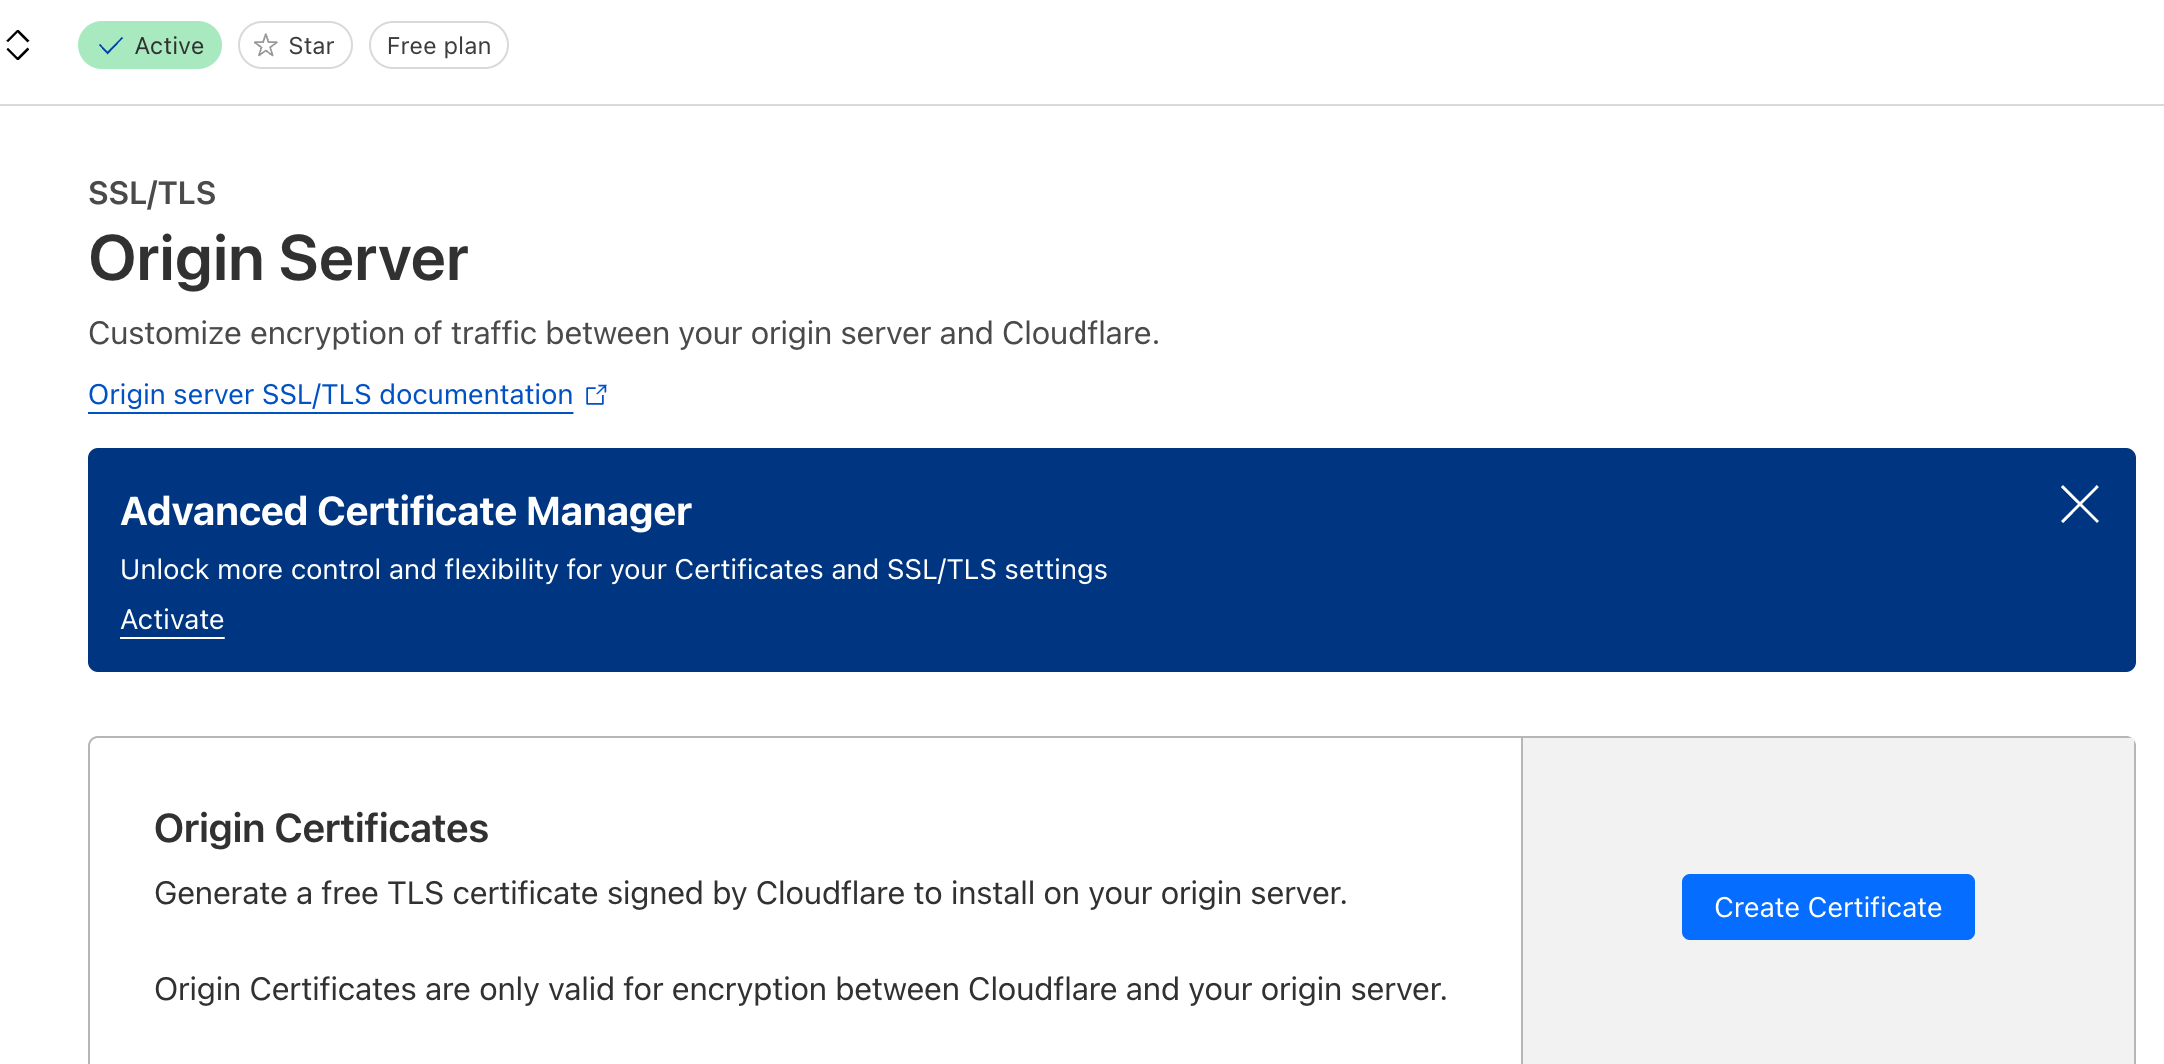 Active
Star
Free plan
SSL/TLS
Origin Server
Customize encryption of traffic between your origin server and Cloudflare.
Origin server SSL/TLS documentation
Advanced Certificate Manager
Unlock more control and flexibility for your Certificates and SSL/TLS settings
Activate
Origin Certificates
Generate a free TLS certificate signed by Cloudflare to install on your origin server.
Create Certificate
Origin Certificates are only valid for encryption between Cloudflare and your origin server.